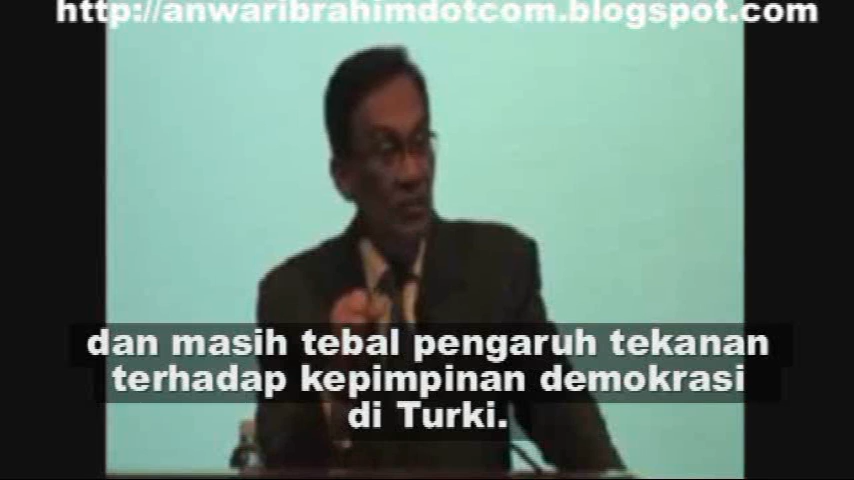 http://anwaribrahimdotcom.blogspot.com
dan masih tebal pengaruh tekanan
terhadap kepimpinan demokrasi
di Turki.